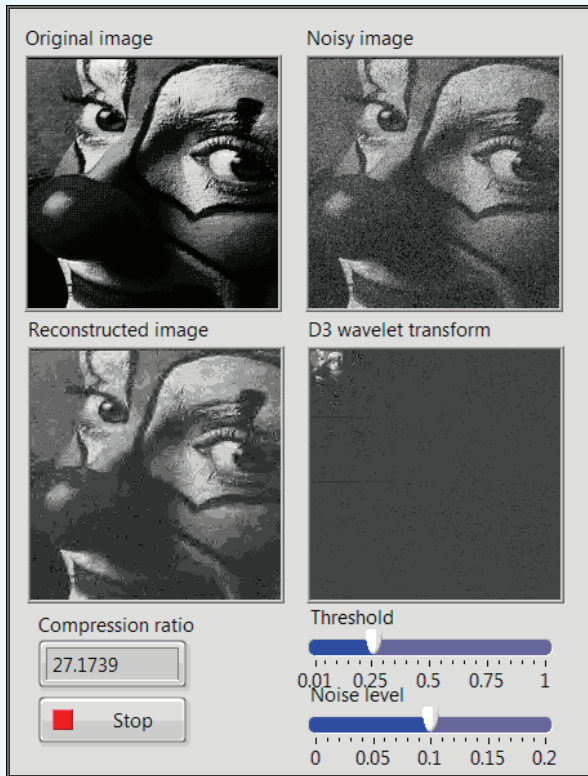 Original image
Noisy image
Reconstructed image
D3 wavelet transform
Compression ratio
27.1739
Stop
Threshold
0.01 0.25 0.5 0.75 1
Noise level
0 0.05 0.1 0.15 0.2